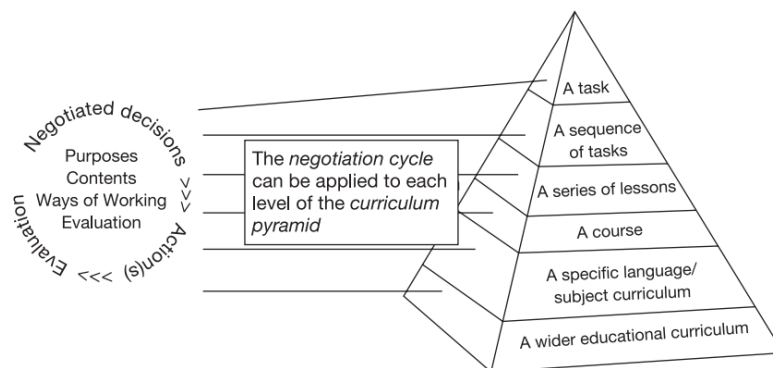 Negotiated decisions >>>
Action(s) >>>
Evaluation
Purposes
Contents
Ways of Working
Evaluation
The negotiation cycle
can be applied to each
level of the curriculum
pyramid
A task
A sequence
of tasks
A series of lessons
A course
A specific language/
subject curriculum
A wider educational curriculum